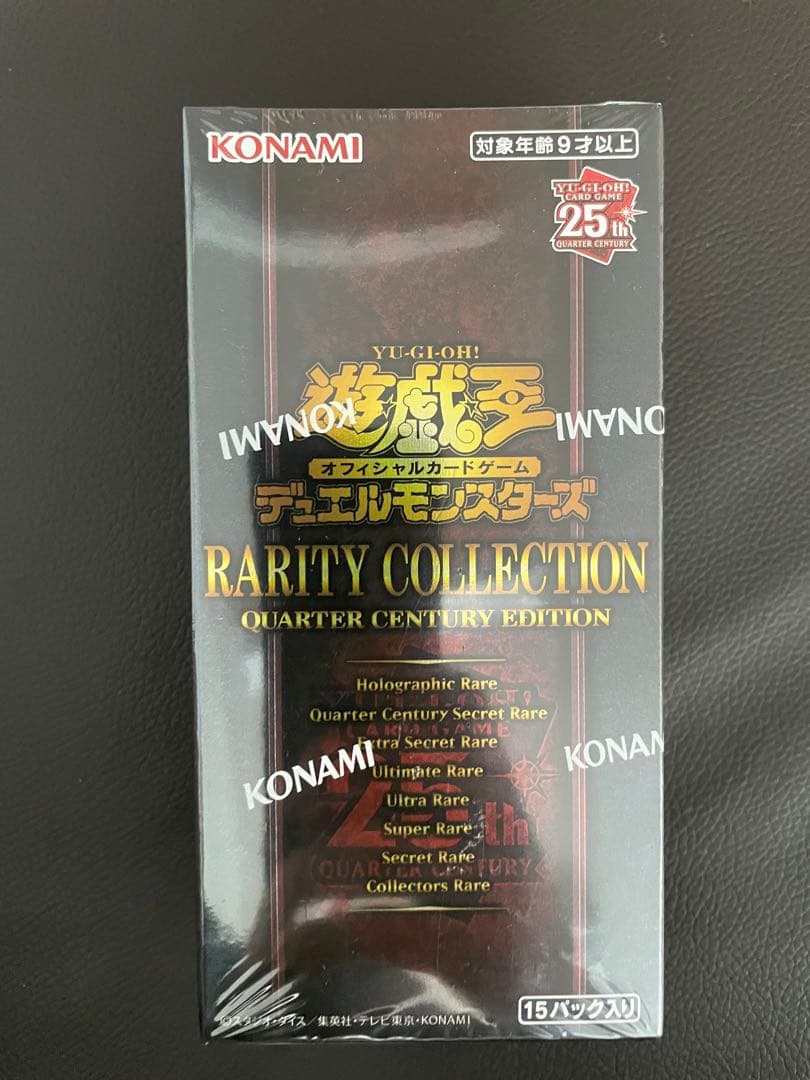 KONAMI
対象年齢9才以上
YU-GI-OH!
CARD GAME
25th
QUARTER CENTURY
YU-GI-OH!
遊戯王
KONAMI
KONAMI
オフィシャルカードゲーム
デュエルモンスターズ
RARITY COLLECTION
QUARTER CENTURY EDITION
Holographic Rare
Quarter Century Secret Rare
Extra Secret Rare
KONAMI
KONAMI
Ultimate Rare
Ultra Rare
Super Rare
25th
Secret Rare
QUARTER CENTURY
Collectors Rare
©スタジオ・ダイス/集英社・テレビ東京・KONAMI
15パック入り